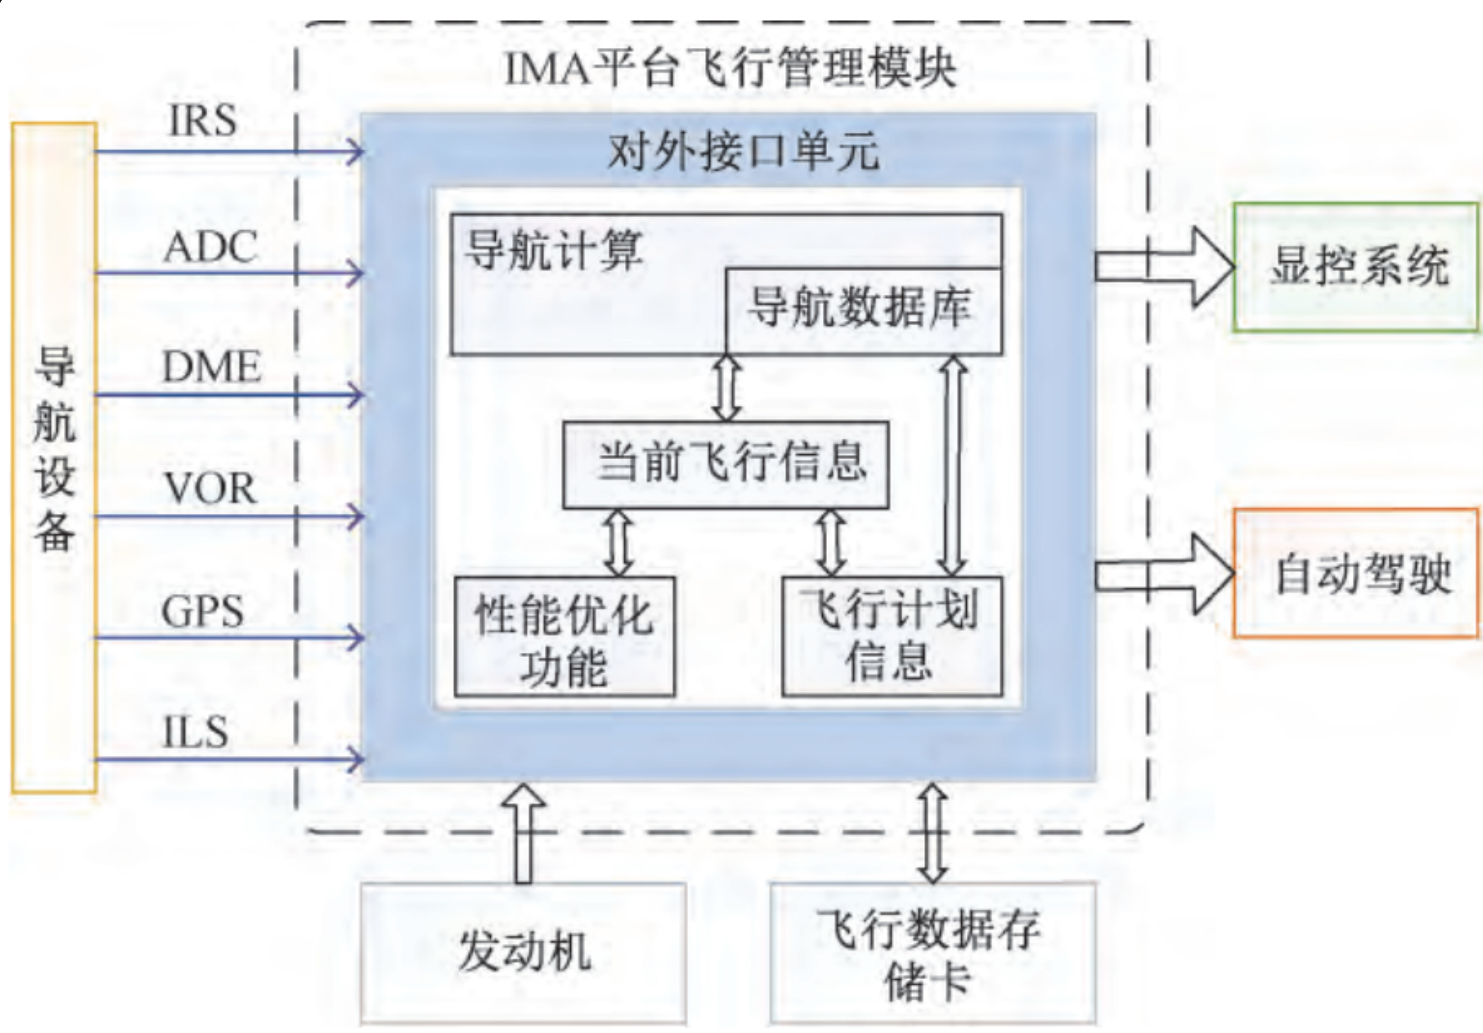 IMA平台飞行管理模块
对外接口单元
导航设备
IRS
ADC
DME
VOR
GPS
ILS
导航计算
导航数据库
当前飞行信息
性能优化
功能
飞行计划
信息
显控系统
自动驾驶
发动机
飞行数据存
储卡